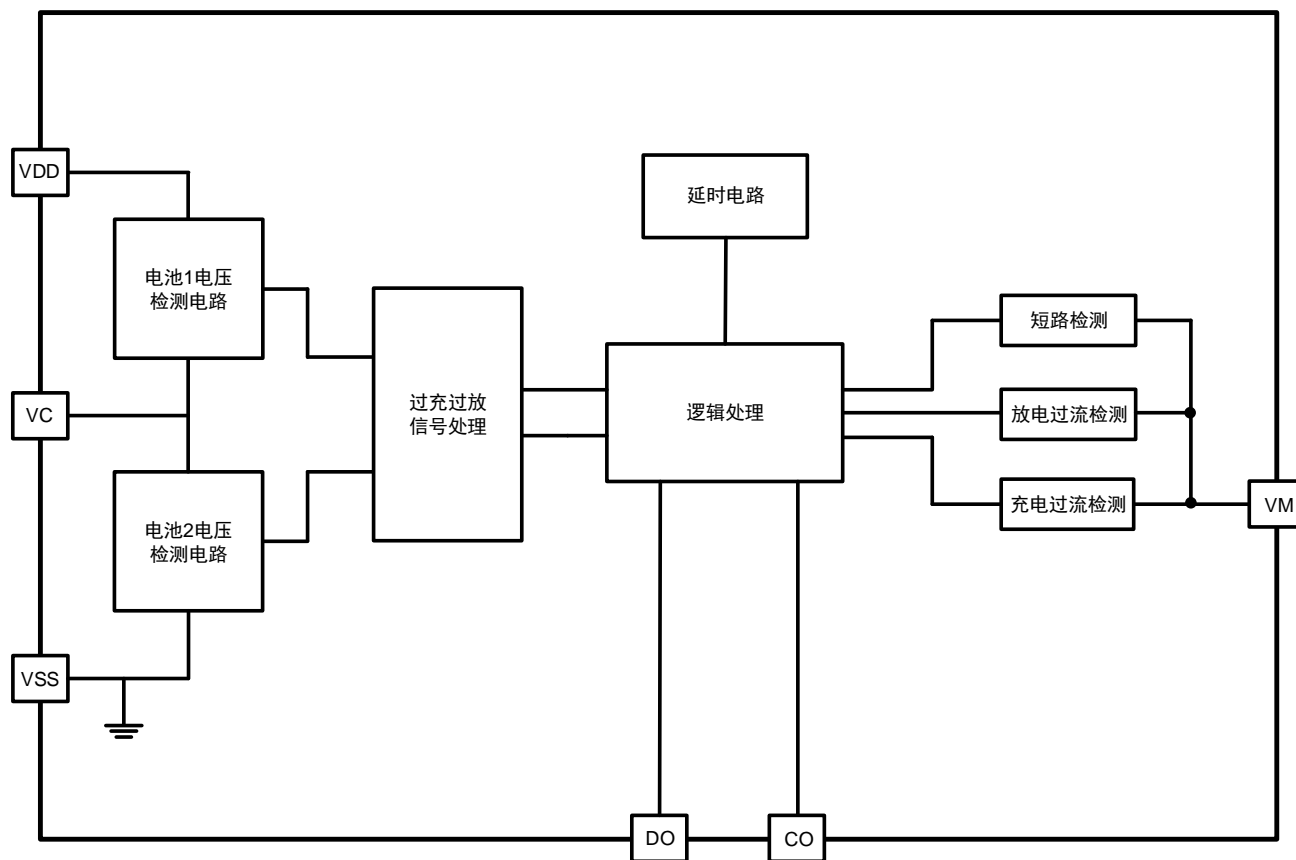 VDD
延时电路
电池1电压
检测电路
短路检测
VC
过充过放
信号处理
逻辑处理
放电过流检测
电池2电压
检测电路
充电过流检测
VM
VSS
DO
CO